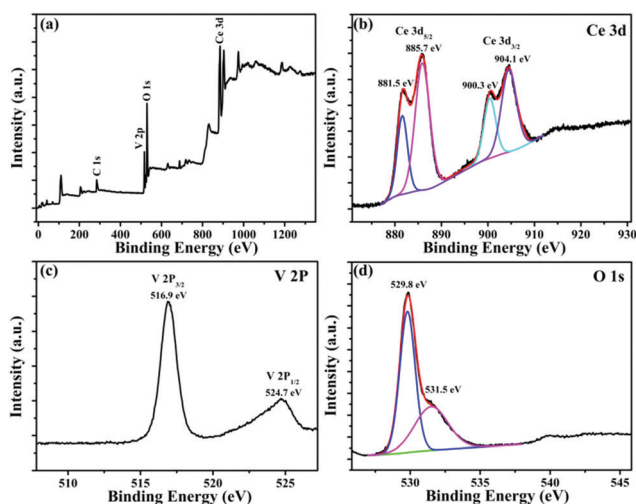 (a)
Ce 3d
O 1s
V 2p
C 1s
Intensity (a.u.)
0 200 400 600 800 1000 1200
Binding Energy (eV)
(b)
Ce 3d
Ce 3d5/2
885.7 eV
Ce 3d3/2
904.1 eV
881.5 eV
900.3 eV
Intensity (a.u.)
880 890 900 910 920 930
Binding Energy (eV)
(c)
V 2P
V 2P3/2
516.9 eV
V 2P1/2
524.7 eV
Intensity (a.u.)
510 515 520 525
Binding Energy (eV)
(d)
O 1s
529.8 eV
531.5 eV
Intensity (a.u.)
530 535 540 545
Binding Energy (eV)